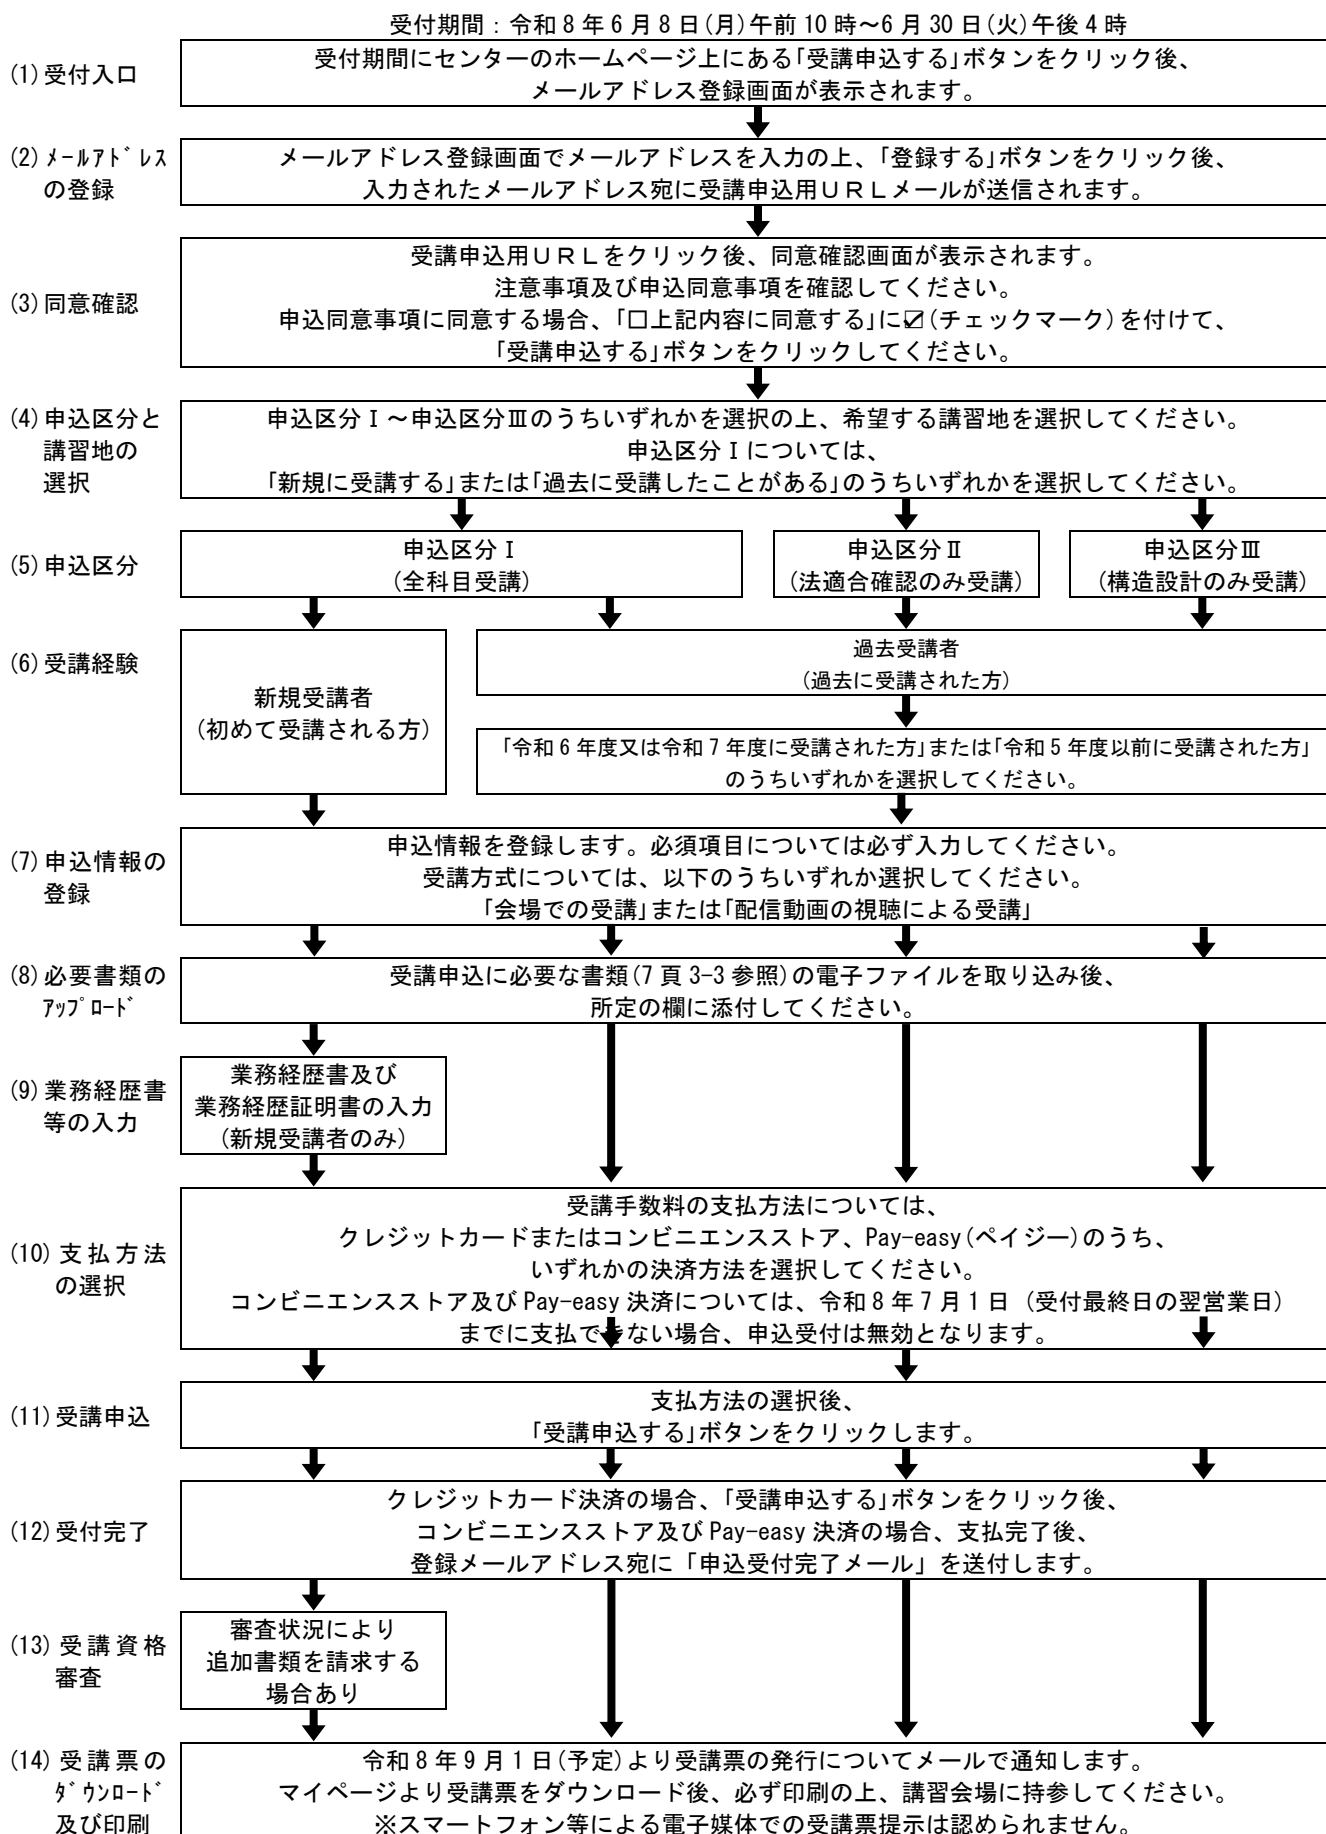 受付期間：令和8年6月8日(月)午前10時～6月30日(火)午後4時
(1)受付入口
受付期間にセンターのホームページ上にある「受講申込する」ボタンをクリック後、
メールアドレス登録画面が表示されます。
(2)ﾒｰﾙｱﾄﾞﾚｽ
の登録
メールアドレス登録画面でメールアドレスを入力の上、「登録する」ボタンをクリック後、
入力されたメールアドレス宛に受講申込用ＵＲＬメールが送信されます。
(3)同意確認
受講申込用ＵＲＬをクリック後、同意確認画面が表示されます。
注意事項及び申込同意事項を確認してください。
申込同意事項に同意する場合、「□上記内容に同意する」に☑(チェックマーク)を付けて、
「受講申込する」ボタンをクリックしてください。
(4)申込区分と
講習地の
選択
申込区分Ⅰ～申込区分Ⅲのうちいずれかを選択の上、希望する講習地を選択してください。
申込区分Ⅰについては、
「新規に受講する」または「過去に受講したことがある」のうちいずれかを選択してください。
(5)申込区分
申込区分Ⅰ
(全科目受講)
申込区分Ⅱ
(法適合確認のみ受講)
申込区分Ⅲ
(構造設計のみ受講)
(6)受講経験
新規受講者
(初めて受講される方)
過去受講者
(過去に受講された方)
「令和6年度又は令和7年度に受講された方」または「令和5年度以前に受講された方」
のうちいずれかを選択してください。
(7)申込情報の
登録
申込情報を登録します。必須項目については必ず入力してください。
受講方式については、以下のうちいずれか選択してください。
「会場での受講」または「配信動画の視聴による受講」
(8)必要書類の
ｱｯﾌﾟﾛｰﾄﾞ
受講申込に必要な書類(7頁3-3参照)の電子ファイルを取り込み後、
所定の欄に添付してください。
(9)業務経歴書
等の入力
業務経歴書及び
業務経歴証明書の入力
(新規受講者のみ)
(10)支払方法
の選択
受講手数料の支払方法については、
クレジットカードまたはコンビニエンスストア、Pay-easy(ペイジー)のうち、
いずれかの決済方法を選択してください。
コンビニエンスストア及びPay-easy決済については、令和8年7月1日 (受付最終日の翌営業日)
までに支払できない場合、申込受付は無効となります。
(11)受講申込
支払方法の選択後、
「受講申込する」ボタンをクリックします。
(12)受付完了
クレジットカード決済の場合、「受講申込する」ボタンをクリック後、
コンビニエンスストア及びPay-easy決済の場合、支払完了後、
登録メールアドレス宛に「申込受付完了メール」を送付します。
(13)受講資格
審査
審査状況により
追加書類を請求する
場合あり
(14)受講票の
ﾀﾞｳﾝﾛｰﾄﾞ
及び印刷
令和8年9月1日(予定)より受講票の発行についてメールで通知します。
マイページより受講票をダウンロード後、必ず印刷の上、講習会場に持参してください。
※スマートフォン等による電子媒体での受講票提示は認められません。